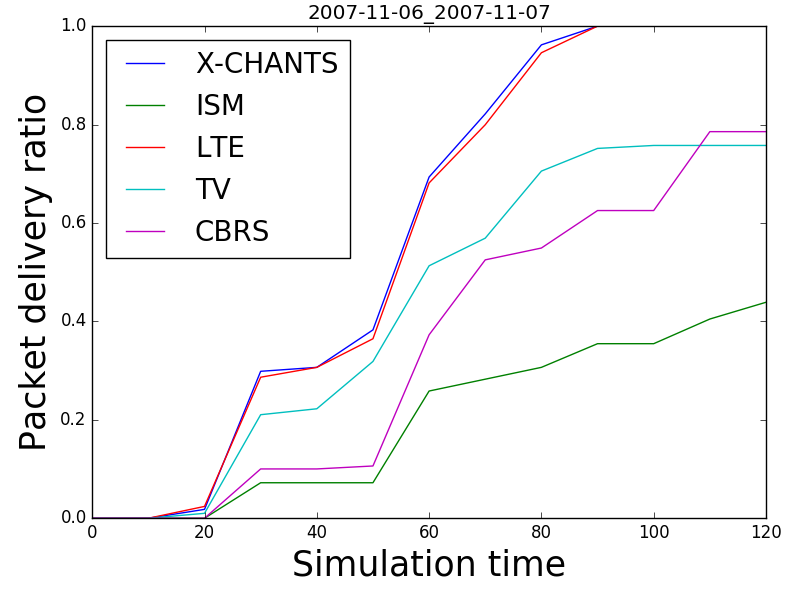 2007-11-06_2007-11-07
Packet delivery ratio
1.0
0.8
0.6
0.4
0.2
0.0
X-CHANTS
ISM
LTE
TV
CBRS
0 20 40 60 80 100 120
Simulation time